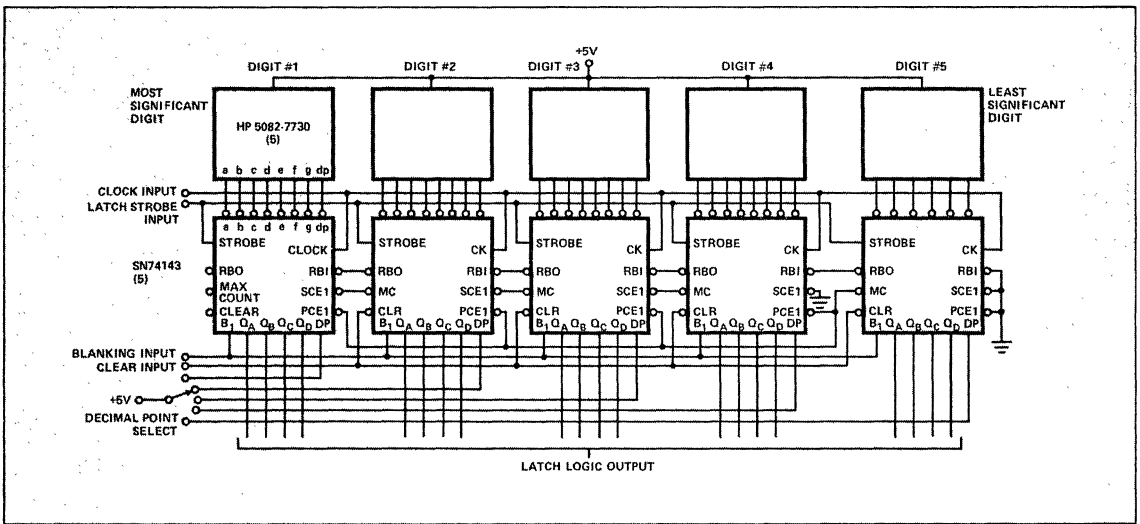 +5V
DIGIT #1 DIGIT #2 DIGIT #3 DIGIT #4 DIGIT #5
MOST
SIGNIFICANT
DIGIT
HP 5082-7730
(5)
LEAST
SIGNIFICANT
DIGIT
a b c d e f g dp
CLOCK INPUT
LATCH STROBE
INPUT
a b c d e f g dp
STROBE STROBE STROBE STROBE STROBE
CLOCK CK CK CK CK
SN74143
(5)
RBO RBI RBO RBI RBO RBI RBO RBI RBO RBI
MAX
COUNT
SCE1 MC SCE1 MC SCE1 MC SCE1 MC SCE1
CLEAR PCE1 CLR PCE1 CLR PCE1 CLR PCE1 CLR PCE1
B1 QA QB QC QD DP B1 QA QB QC QD DP B1 QA QB QC QD DP B1 QA QB QC QD DP B1 QA QB QC QD DP
BLANKING INPUT
CLEAR INPUT
+5V
DECIMAL POINT
SELECT
LATCH LOGIC OUTPUT